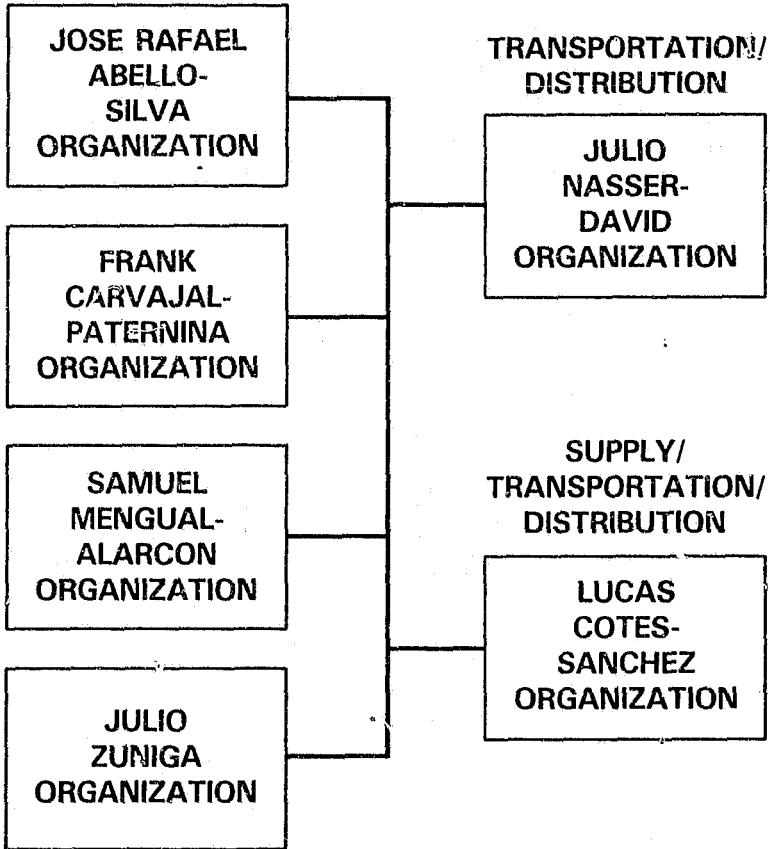 JOSE RAFAEL
ABELLO-
SILVA
ORGANIZATION
FRANK
CARVAJAL-
PATERNINA
ORGANIZATION
SAMUEL
MENGUAL-
ALARCON
ORGANIZATION
JULIO
ZUNIGA
ORGANIZATION
TRANSPORTATION/
DISTRIBUTION
JULIO
NASSER-
DAVID
ORGANIZATION
SUPPLY/
TRANSPORTATION/
DISTRIBUTION
LUCAS
COTES-
SANCHEZ
ORGANIZATION